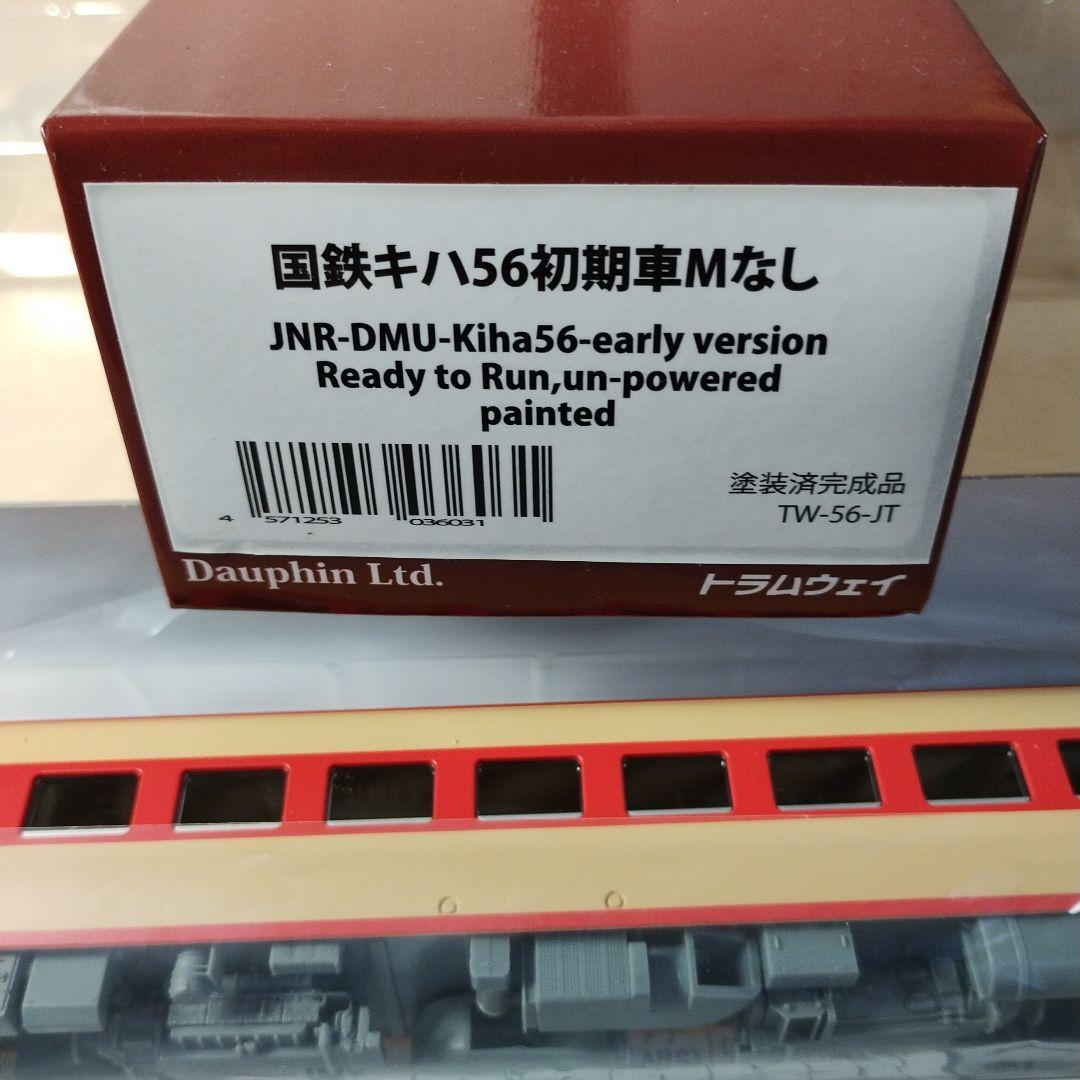 国鉄キハ56初期車Mなし
JNR-DMU-Kiha56-early version
Ready to Run,un-powered
painted
塗装済完成品
TW-56-JT
4 571253 036031
Dauphin Ltd.
トラムウェイ